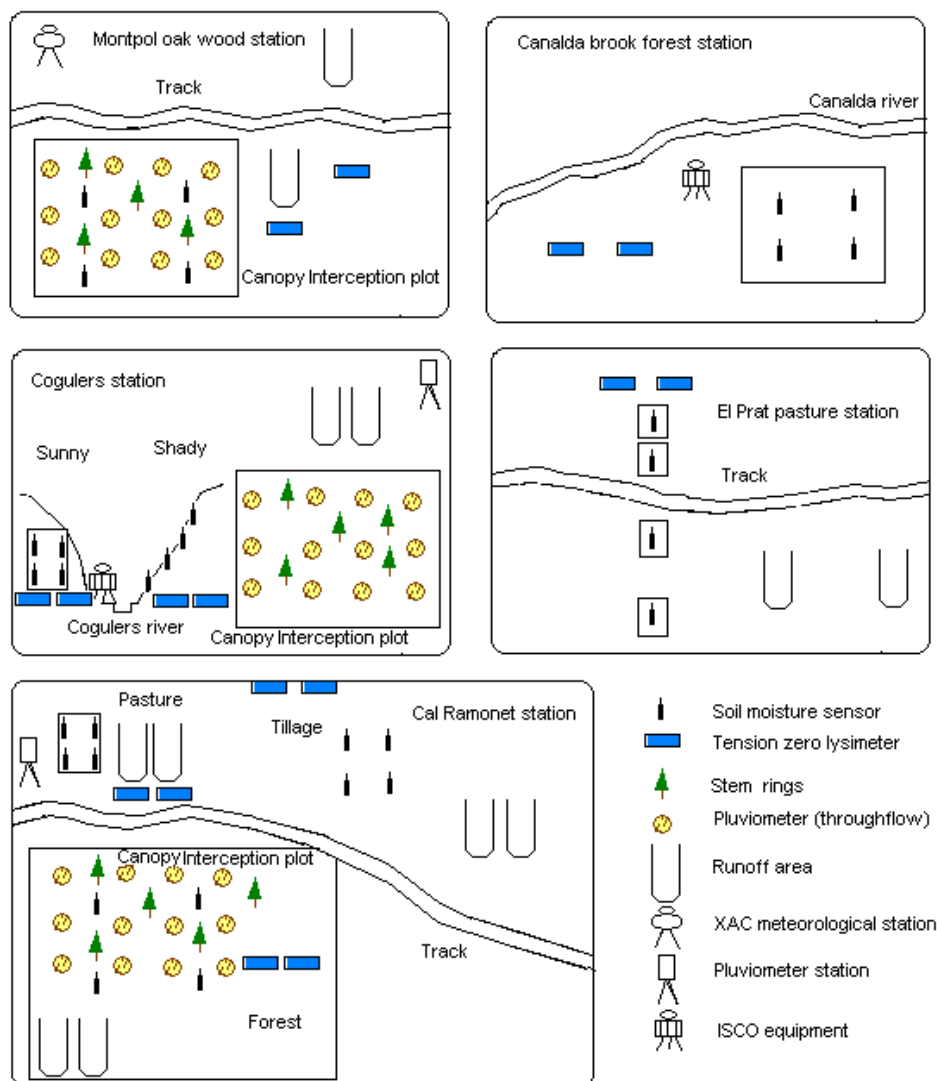 Montpol oak wood station
Track
Canopy Interception plot
Canalda brook forest station
Canalda river
Cogulers station
Sunny
Shady
Cogulers river
Canopy Interception plot
El Prat pasture station
Track
Pasture
Tillage
Cal Ramonet station
Canopy Interception plot
Track
Forest
Soil moisture sensor
Tension zero lysimeter
Stem rings
Pluviometer (throughflow)
Runoff area
XAC meteorological station
Pluviometer station
ISCO equipment